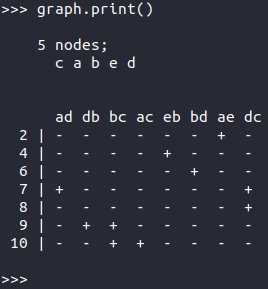 >>> graph.print()
5 nodes;
c a b e d
ad db bc ac eb bd ae dc
2 | - - - - - - + -
4 | - - - - + - - -
6 | - - - - - + - -
7 | + - - - - - - +
8 | - - - - - - - +
9 | - + + - - - - -
10 | - - + + - - - -
>>>